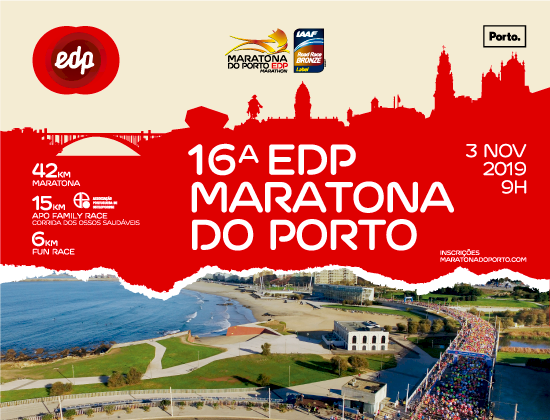 edp
MARATONA
DO PORTO EDP
MARATHON
IAAF
Road Race
BRONZE
Label
Porto.
16ª EDP
MARATONA
DO PORTO
3 NOV
2019
9H
42KM
MARATONA
15KM
APO FAMILY RACE
CORRIDA DOS OSSOS SAUDÁVEIS
6KM
FUN RACE
INSCRIÇÕES
MARATONADOPORTO.COM